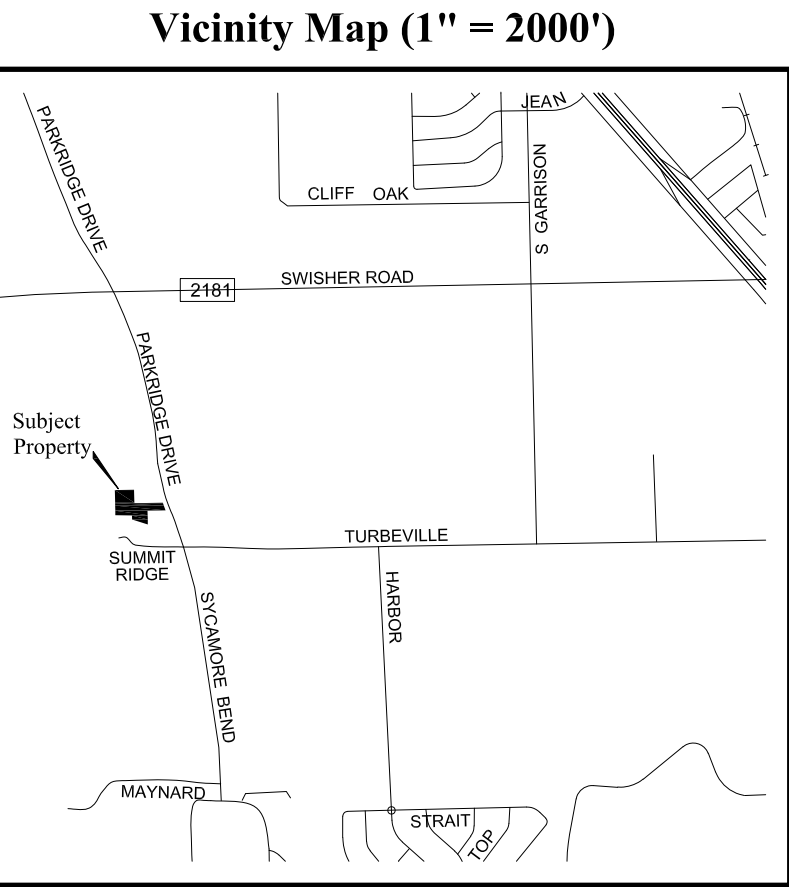 Vicinity Map (1" = 2000')
JEAN
PARKRIDGE DRIVE
CLIFF OAK
S GARRISON
SWISHER ROAD
2181
PARKRIDGE DRIVE
Subject
Property
TURBEVILLE
SUMMIT
RIDGE
HARBOR
SYCAMORE BEND
MAYNARD
STRAIT
TOP